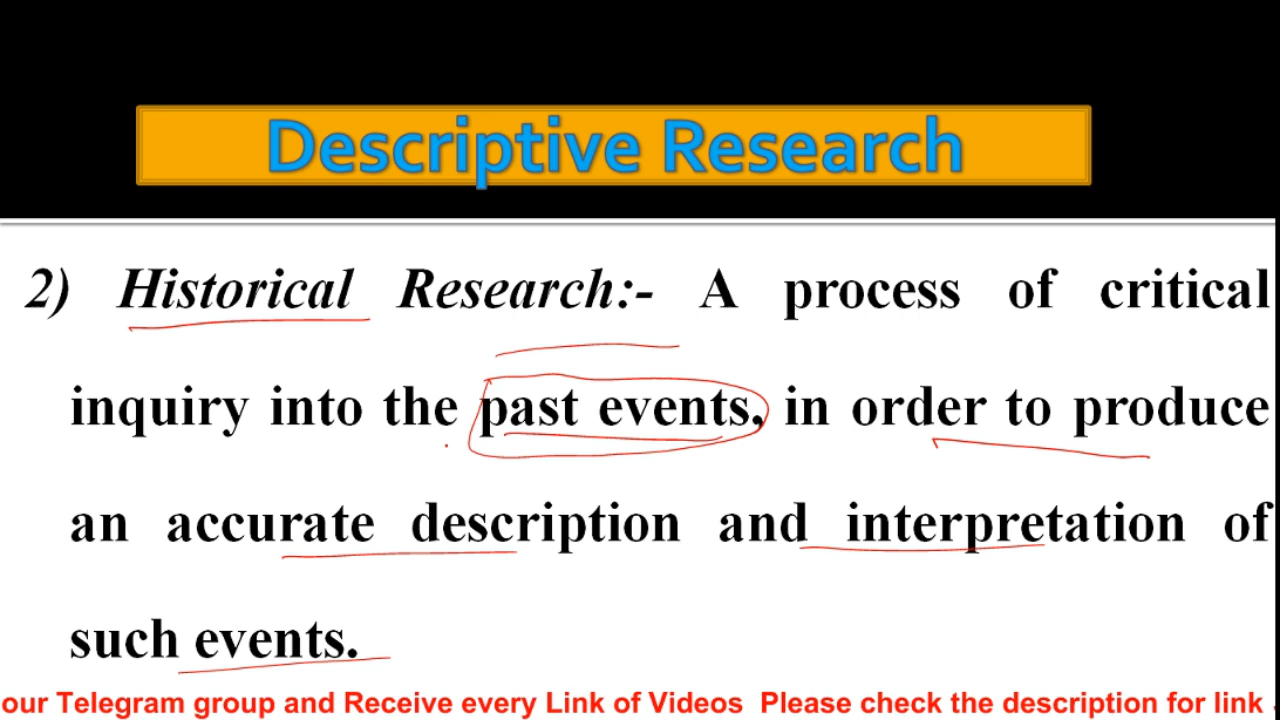 Descriptive Research
2) Historical Research:- A process of critical
inquiry into the past events, in order to produce
an accurate description and interpretation of
such events.
our Telegram group and Receive every Link of Videos Please check the description for link